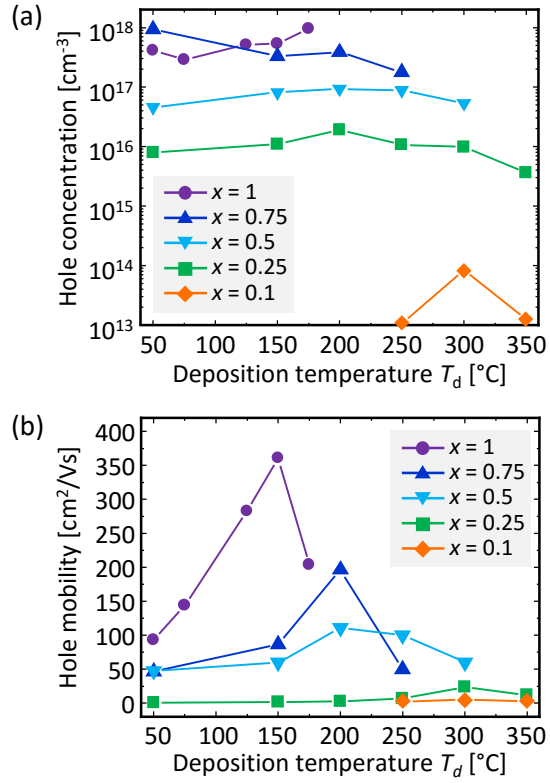 (a)
Hole concentration [cm⁻³]
10¹⁸
10¹⁷
10¹⁶
10¹⁵
10¹⁴
10¹³
x = 1
x = 0.75
x = 0.5
x = 0.25
x = 0.1
50 100 150 200 250 300 350
Deposition temperature T_d [°C]
(b)
Hole mobility [cm²/Vs]
400
350
300
250
200
150
100
50
0
x = 1
x = 0.75
x = 0.5
x = 0.25
x = 0.1
50 100 150 200 250 300 350
Deposition temperature T_d [°C]